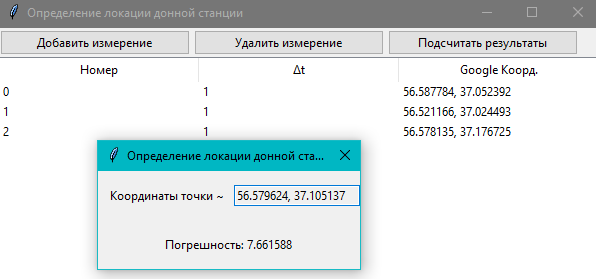 Определение локации донной станции
Добавить измерение Удалить измерение Подсчитать результаты
Номер Δt Google Коорд.
0 1 56.587784, 37.052392
1 1 56.521166, 37.024493
2 1 56.578135, 37.176725
Определение локации донной ста...
Координаты точки ~ 56.579624, 37.105137
Погрешность: 7.661588